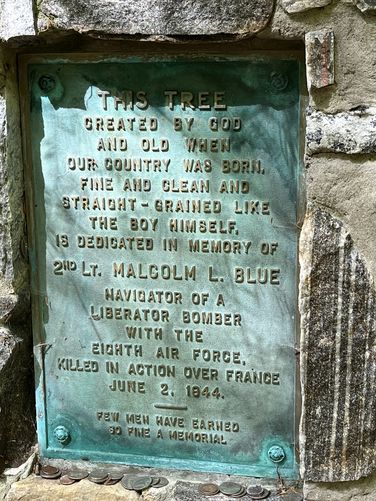 THIS TREE
CREATED BY GOD
AND OLD WHEN
OUR COUNTRY WAS BORN,
FINE AND CLEAN AND
STRAIGHT-GRAINED LIKE
THE BOY HIMSELF,
IS DEDICATED IN MEMORY OF
2ND LT. MALCOLM L. BLUE
NAVIGATOR OF A
LIBERATOR BOMBER
WITH THE
EIGHTH AIR FORCE,
KILLED IN ACTION OVER FRANCE
JUNE 2, 1944.
FEW MEN HAVE EARNED
SO FINE A MEMORIAL